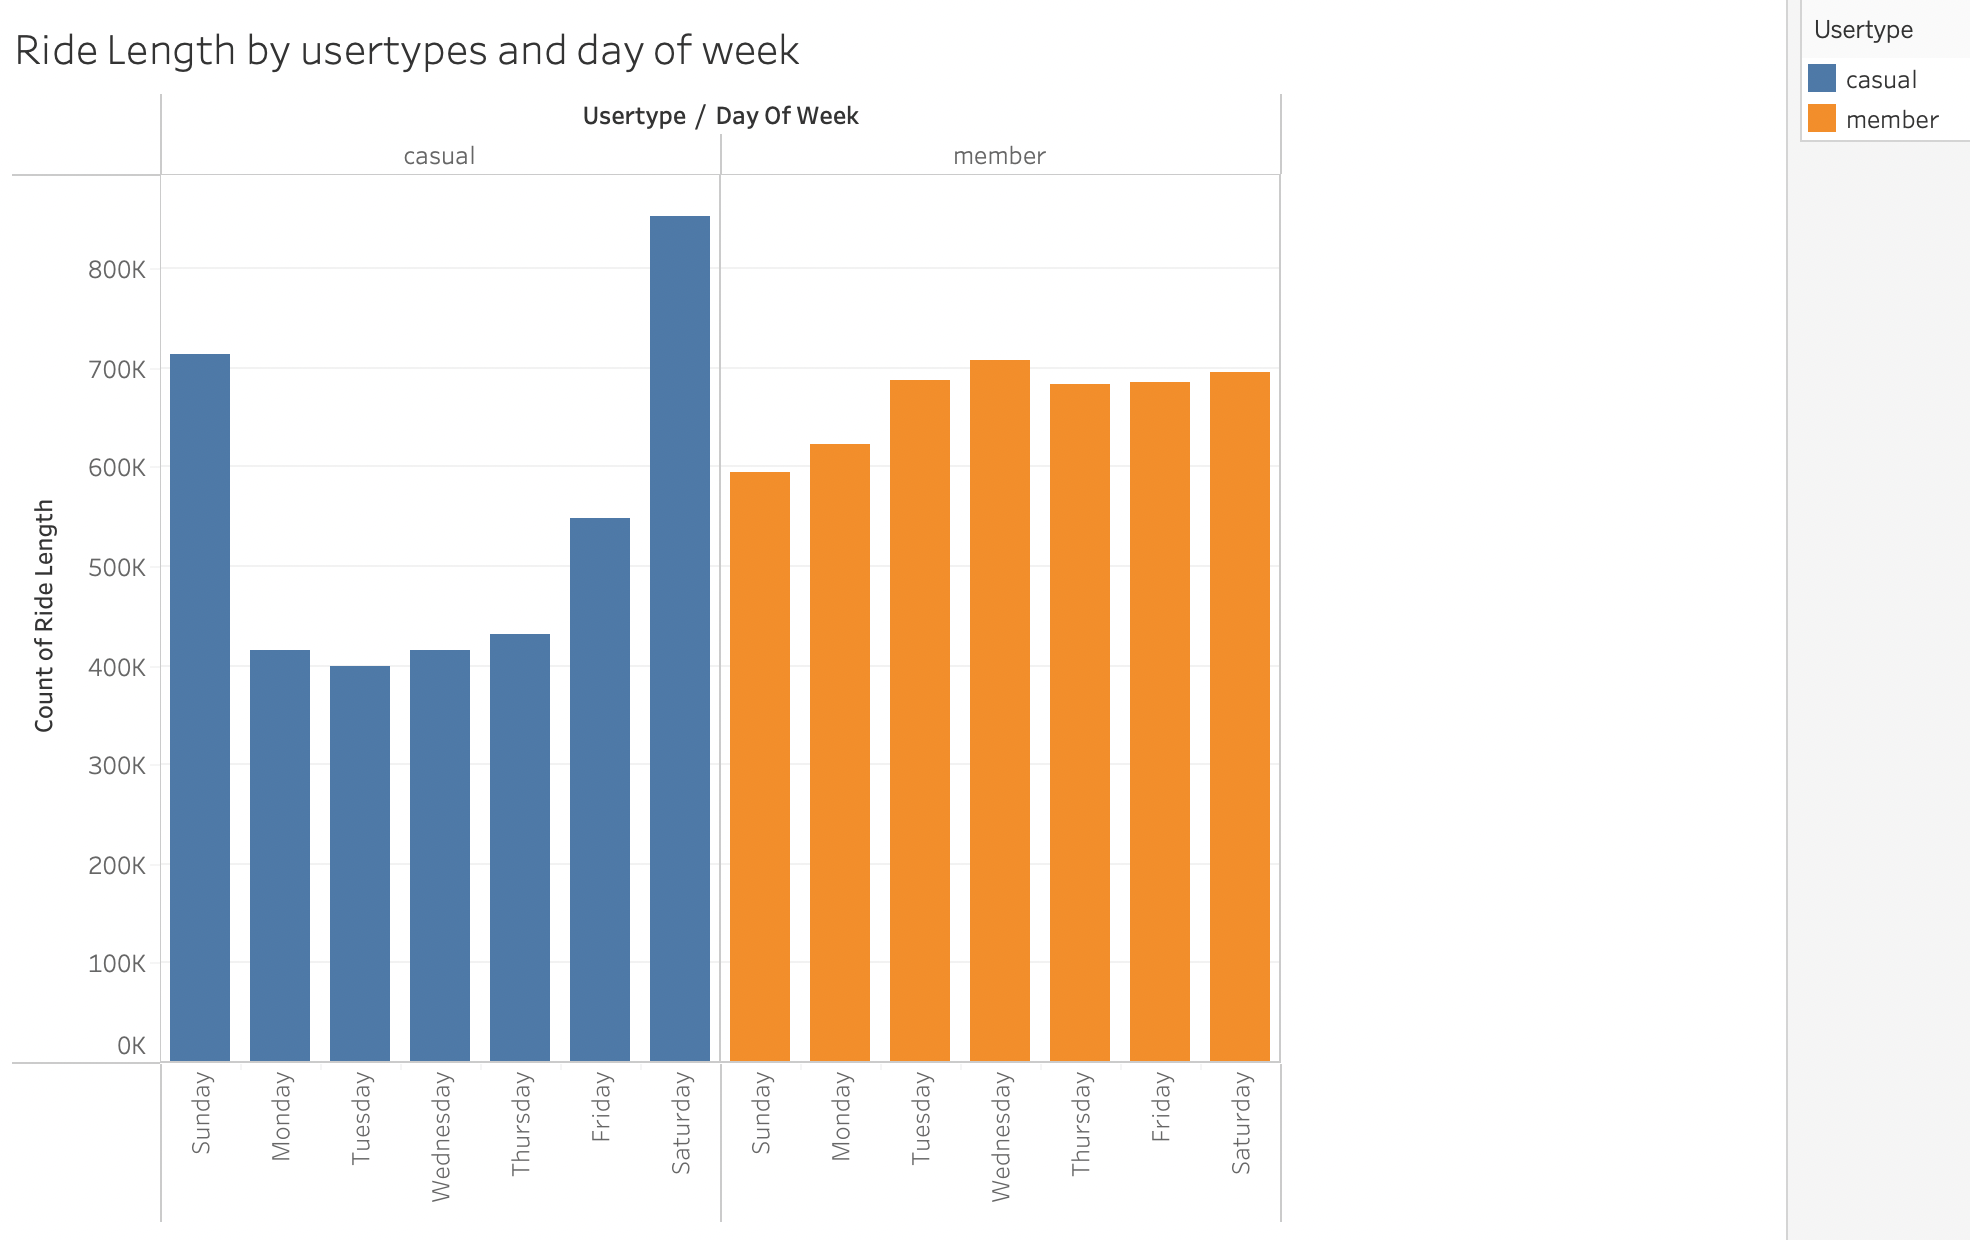 Ride Length by usertypes and day of week
Usertype / Day Of Week
casual
member
Count of Ride Length
800K
700K
600K
500K
400K
300K
200K
100K
0K
Sunday
Monday
Tuesday
Wednesday
Thursday
Friday
Saturday
Sunday
Monday
Tuesday
Wednesday
Thursday
Friday
Saturday
Usertype
casual
member